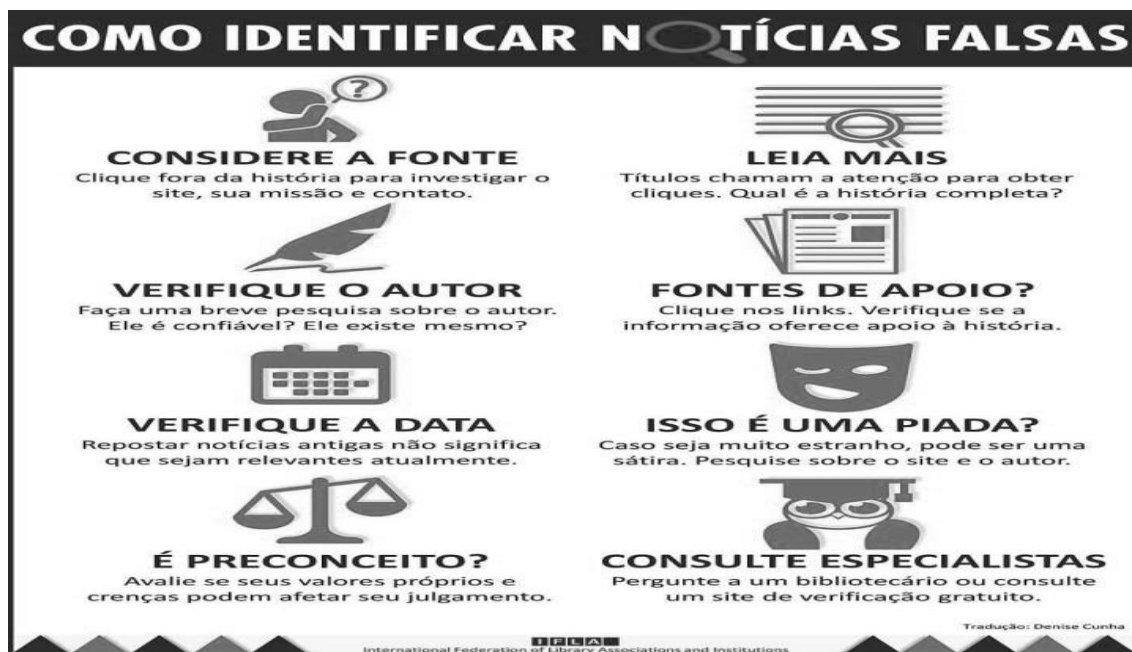 COMO IDENTIFICAR NOTÍCIAS FALSAS
?
CONSIDERE A FONTE
Clique fora da história para investigar o
site, sua missão e contato.
LEIA MAIS
Títulos chamam a atenção para obter
cliques. Qual é a história completa?
VERIFIQUE O AUTOR
Faça uma breve pesquisa sobre o autor.
Ele é confiável? Ele existe mesmo?
FONTES DE APOIO?
Clique nos links. Verifique se a
informação oferece apoio à história.
VERIFIQUE A DATA
Repostar notícias antigas não significa
que sejam relevantes atualmente.
ISSO É UMA PIADA?
Caso seja muito estranho, pode ser uma
sátira. Pesquise sobre o site e o autor.
É PRECONCEITO?
Avalie se seus valores próprios e
crenças podem afetar seu julgamento.
CONSULTE ESPECIALISTAS
Pergunte a um bibliotecário ou consulte
um site de verificação gratuito.
Tradução: Denise Cunha
IFLA
International Federation of Library Associations and Institutions